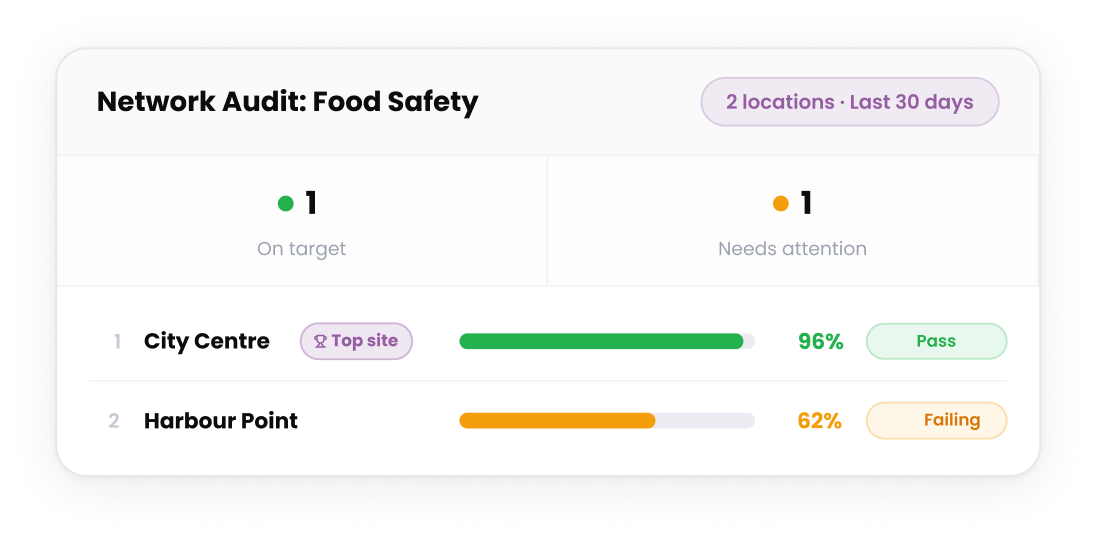 Network Audit: Food Safety
2 locations · Last 30 days
1
On target
1
Needs attention
1 City Centre Top site 96% Pass
2 Harbour Point 62% Failing